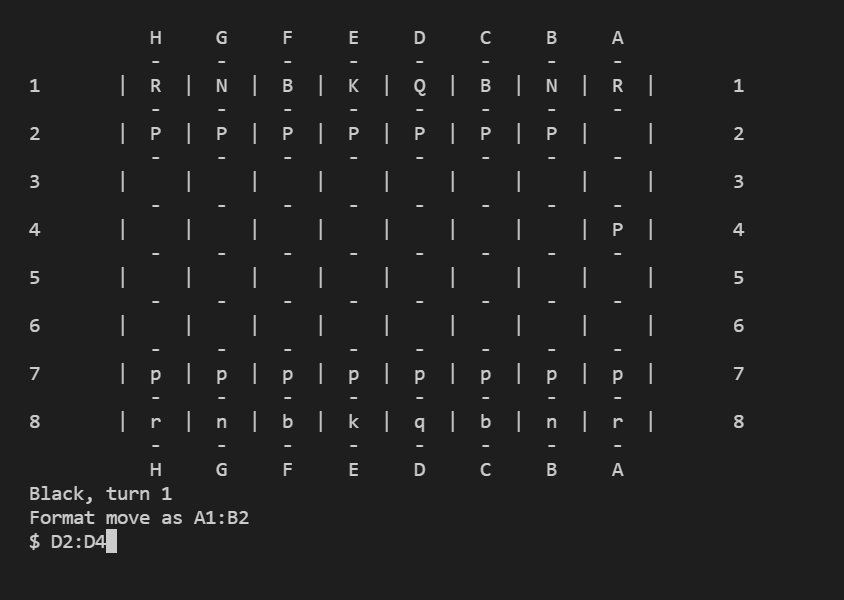 H G F E D C B A
- - - - - - - -
1 | R | N | B | K | Q | B | N | R | 1
- - - - - - - -
2 | P | P | P | P | P | P | P |   | 2
- - - - - - - -
3 |   |   |   |   |   |   |   |   | 3
- - - - - - - -
4 |   |   |   |   |   |   |   | P | 4
- - - - - - - -
5 |   |   |   |   |   |   |   |   | 5
- - - - - - - -
6 |   |   |   |   |   |   |   |   | 6
- - - - - - - -
7 | p | p | p | p | p | p | p | p | 7
- - - - - - - -
8 | r | n | b | k | q | b | n | r | 8
- - - - - - - -
H G F E D C B A
Black, turn 1
Format move as A1:B2
$ D2:D4